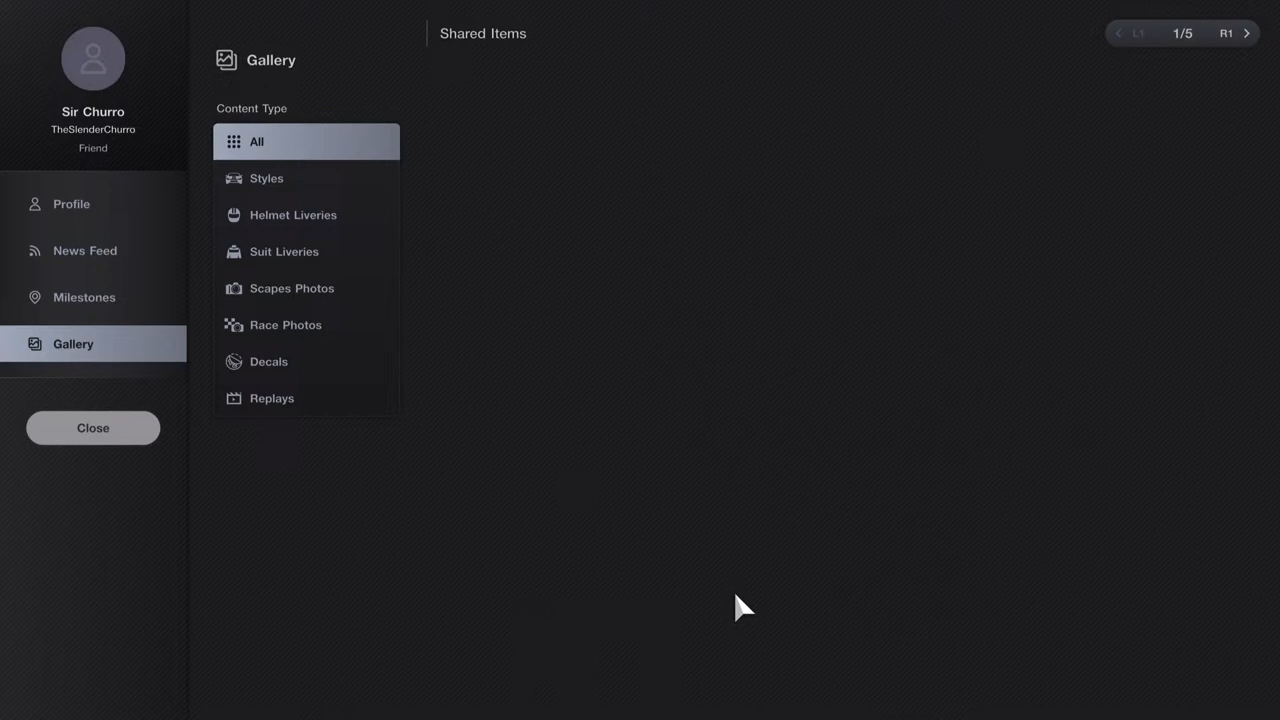 Sir Churro
TheSlenderChurro
Friend
Profile
News Feed
Milestones
Gallery
Close
Gallery
Content Type
All
Styles
Helmet Liveries
Suit Liveries
Scapes Photos
Race Photos
Decals
Replays
Shared Items
L1 1/5 R1